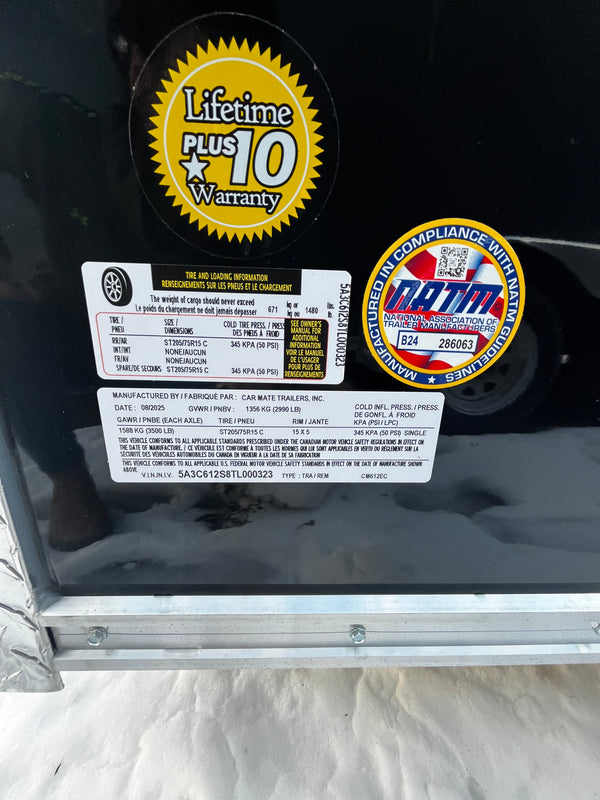 Lifetime
PLUS 10
Warranty
MANUFACTURED IN COMPLIANCE WITH NATM GUIDELINES
NATM
NATIONAL ASSOCIATION OF
TRAILER MANUFACTURERS
B24 286063
TIRE AND LOADING INFORMATION
RENSEIGNEMENTS SUR LES PNEUS ET LE CHARGEMENT
The weight of cargo should never exceed 671 kg or 1480 lbs.
Le poids du chargement ne doit jamais dépasser kg ou lb.
TIRE / SIZE / COLD TIRE PRESS. / PRESS.
PNEU DIMENSIONS DES PNEUS À FROID
RR/AR ST205/75R15 C 345 KPA (50 PSI)
INT/INT NONE/AUCUN
FR/AV NONE/AUCUN
SPARE/DE SECOURS ST205/75R15 C 345 KPA (50 PSI)
SEE OWNER'S
MANUAL FOR
ADDITIONAL
INFORMATION
VOIR LE MANUEL
DE L'USAGER
POUR PLUS DE
RENSEIGNEMENTS
5A3C612S8TL000323
MANUFACTURED BY / FABRIQUÉ PAR : CAR MATE TRAILERS, INC.
DATE : 08/2025 GVWR / PNBV : 1356 KG (2990 LB) COLD INFL. PRESS. / PRESS.
DE GONFL. A FROID
GAWR / PNBE (EACH AXLE) TIRE / PNEU RIM / JANTE KPA (PSI / LPC)
1588 KG (3500 LB) ST205/75R15 C 15 X 5 345 KPA (50 PSI) SINGLE
THIS VEHICLE CONFORMS TO ALL APPLICABLE STANDARDS PRESCRIBED UNDER THE CANADIAN MOTOR VEHICLE SAFETY REGULATIONS IN EFFECT ON
THE DATE OF MANUFACTURE / CE VÉHICULE EST CONFORME À TOUTES LES NORMES QUI LUI SONT APPLICABLES EN VERTU DU RÈGLEMENT SUR LA
SÉCURITÉ DES VÉHICULES AUTOMOBILES DU CANADA EN VIGUEUR À LA DATE DE SA FABRICATION
THIS VEHICLE CONFORMS TO ALL APPLICABLE U.S. FEDERAL MOTOR VEHICLE SAFETY STANDARDS IN EFFECT ON THE DATE OF MANUFACTURE SHOWN
ABOVE
V.I.N./N.I.V. 5A3C612S8TL000323 TYPE : TRA / REM CM612EC